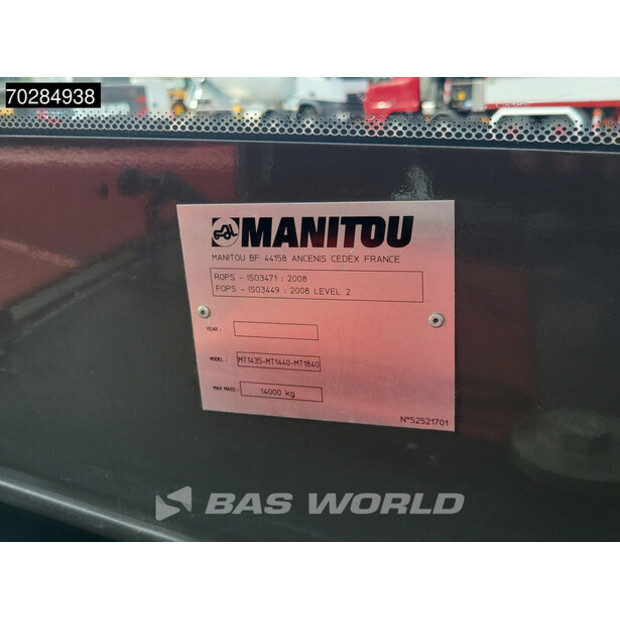 70284938
MANITOU
MANITOU BF 44158 ANCENIS CEDEX FRANCE
ROPS - ISO3471 : 2008
FOPS - ISO3449 : 2008 LEVEL 2
YEAR :
MODEL : MT1435-MT1440-MT1840
MAX MASS : 14000 kg
N°52521701
BAS WORLD